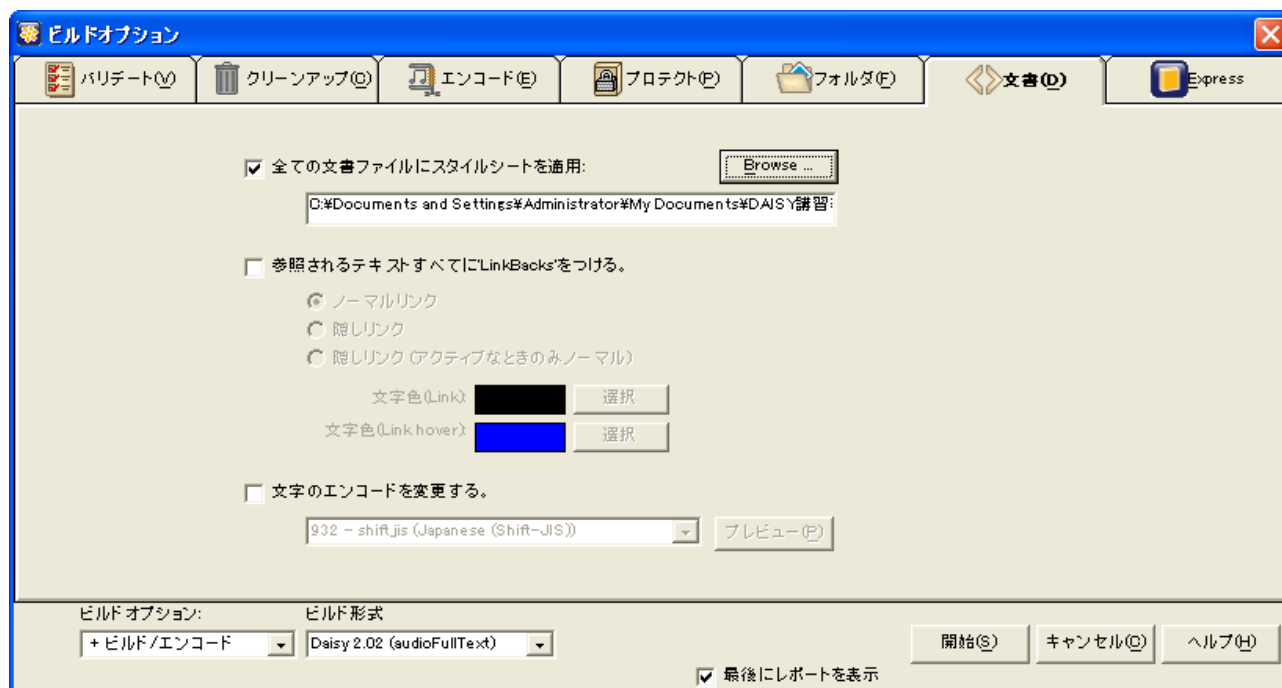 ビルドオプション
バリデート(V) クリーンアップ(C) エンコード(E) プロテクト(P) フォルダ(F) 文書(D) Express
全ての文書ファイルにスタイルシートを適用: Browse ...
C:¥Documents and Settings¥Administrator¥My Documents¥DAISY講習
参照されるテキストすべてに'LinkBacks'をつける。
ノーマルリンク
隠しリンク
隠しリンク (アクティブなときのみノーマル)
文字色(Link): 選択
文字色(Link hover): 選択
文字のエンコードを変更する。
932 - shift_jis (Japanese (Shift-JIS)) プレビュー(P)
ビルドオプション: ビルド形式
+ ビルド/エンコード Daisy 2.02 (audioFullText) 開始(S) キャンセル(C) ヘルプ(H)
最後にレポートを表示